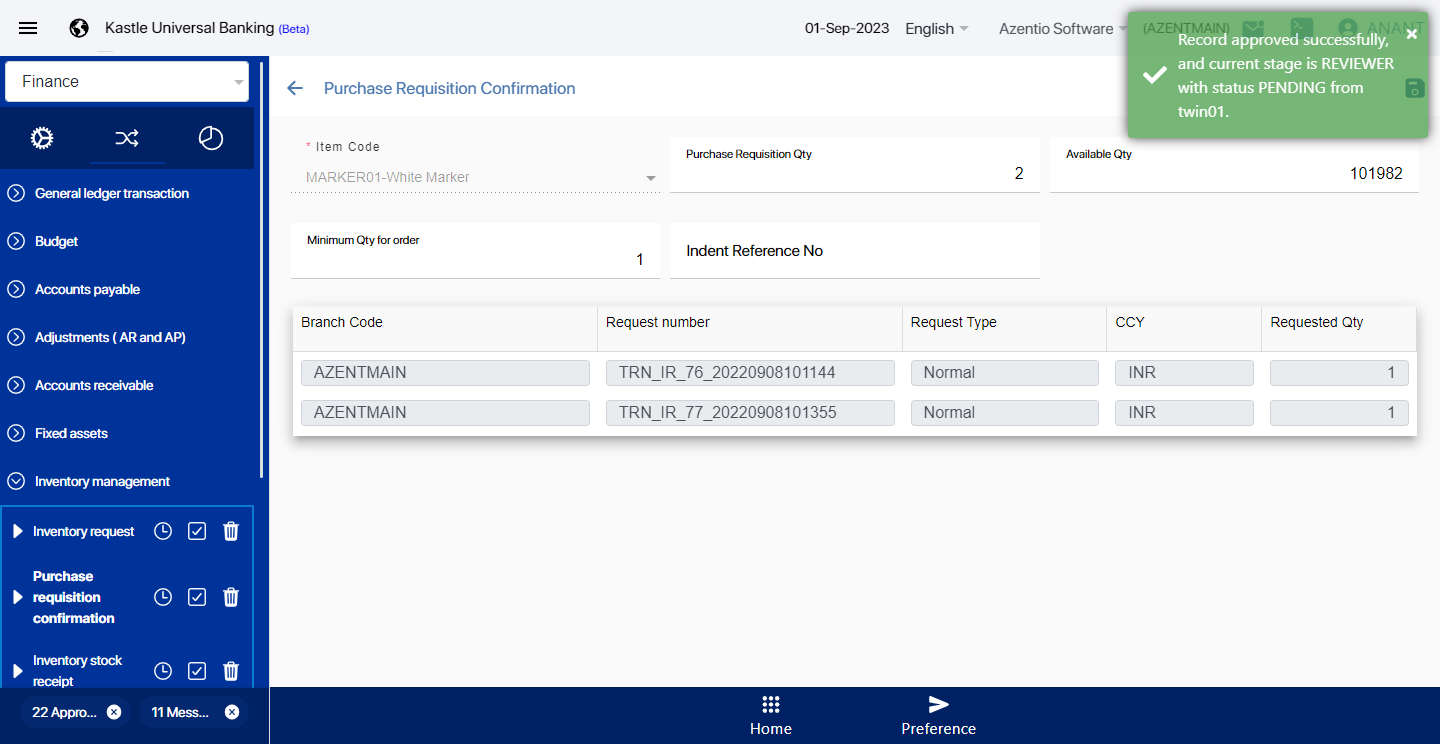 Kastle Universal Banking (Beta)
01-Sep-2023
English
Azentio Software
(AZENTMAIN)
ANANT
Record approved successfully,
and current stage is REVIEWER
with status PENDING from
twin01.
Finance
Purchase Requisition Confirmation
* Item Code
MARKER01-White Marker
Purchase Requisition Qty
2
Available Qty
101982
Minimum Qty for order
1
Indent Reference No
Branch Code Request number Request Type CCY Requested Qty
AZENTMAIN TRN_IR_76_20220908101144 Normal INR 1
AZENTMAIN TRN_IR_77_20220908101355 Normal INR 1
General ledger transaction
Budget
Accounts payable
Adjustments ( AR and AP)
Accounts receivable
Fixed assets
Inventory management
Inventory request
Purchase
requisition
confirmation
Inventory stock
receipt
22 Appro...
11 Mess...
Home
Preference